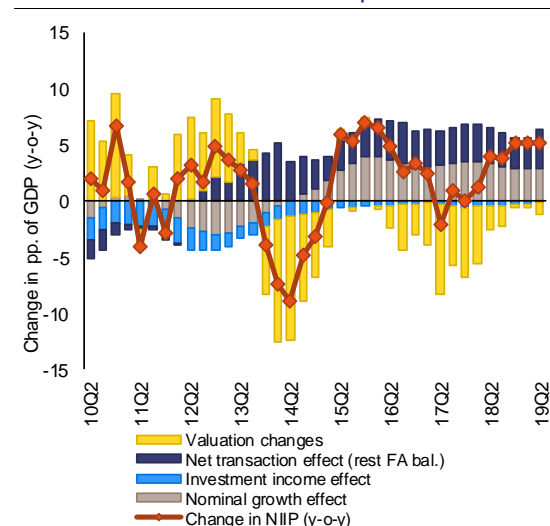 Change in pp. of GDP (y-o-y)
15
10
5
0
-5
-10
-15
10Q2
11Q2
12Q2
13Q2
14Q2
15Q2
16Q2
17Q2
18Q2
19Q2
Valuation changes
Net transaction effect (rest FA bal.)
Investment income effect
Nominal growth effect
Change in NIIP (y-o-y)